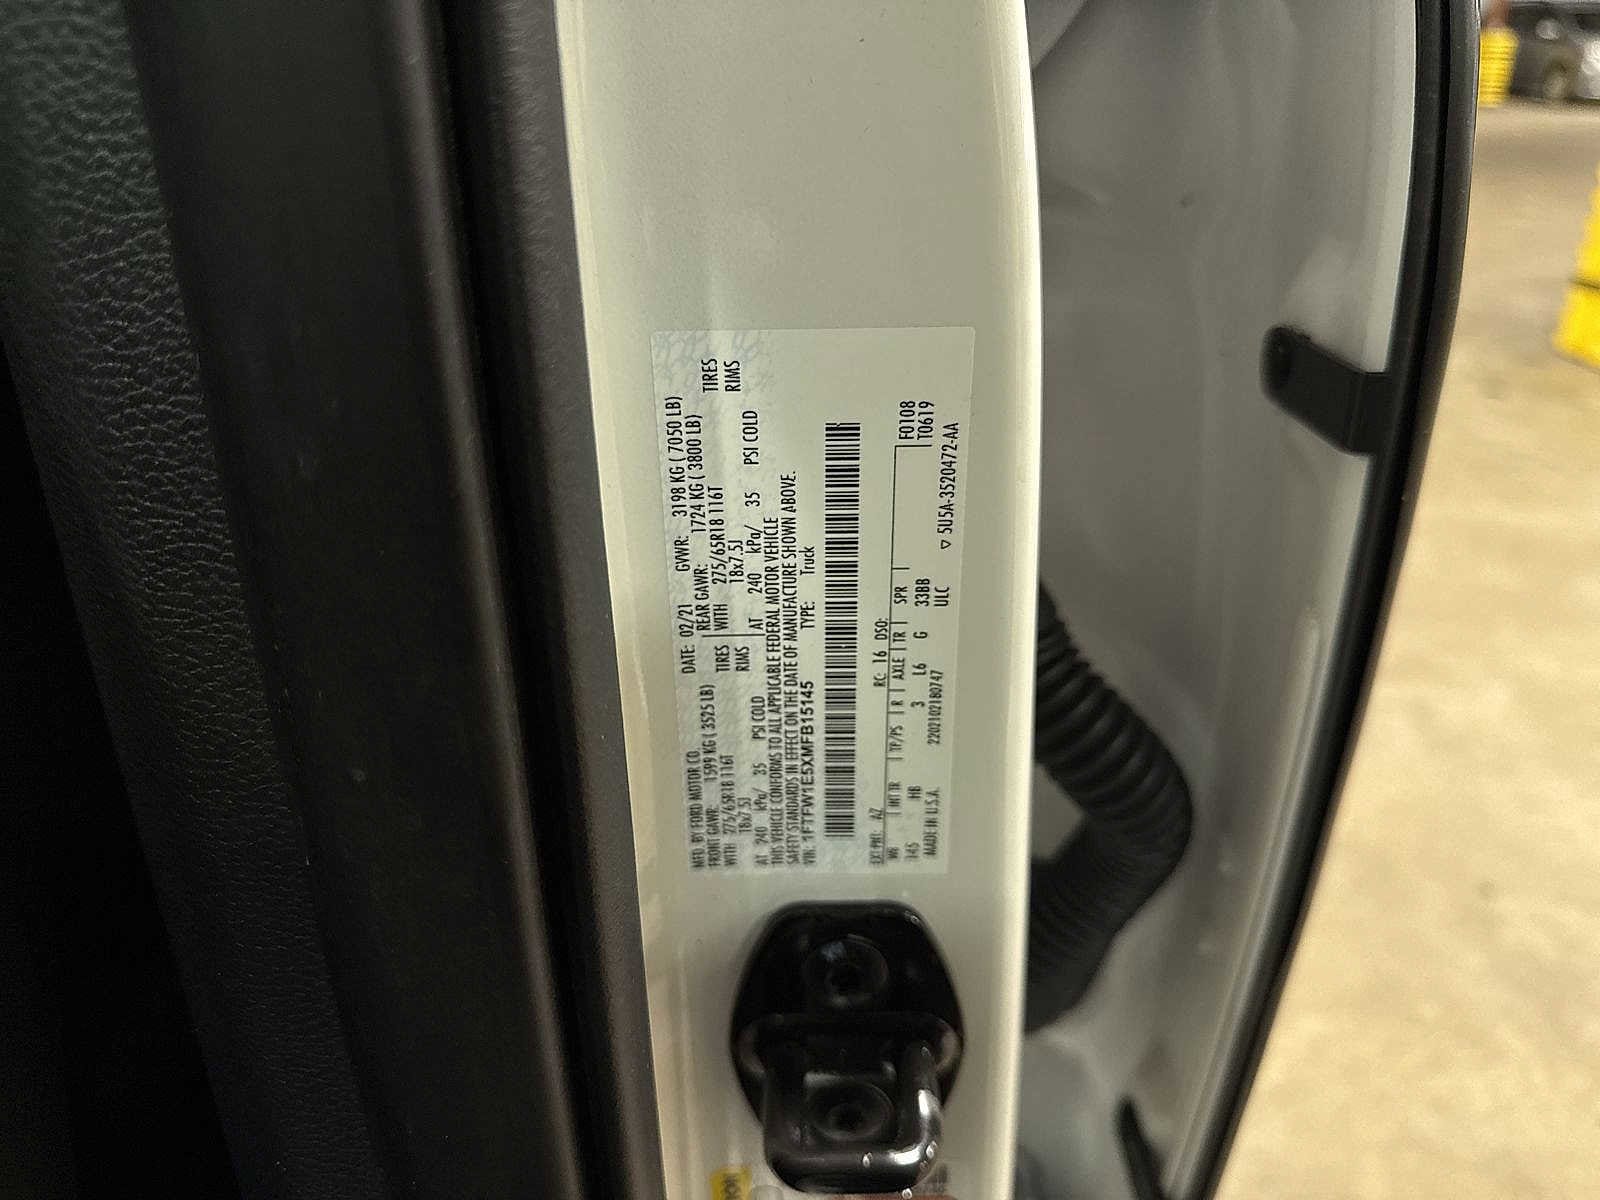 MFD. BY FORD MOTOR CO. DATE: 02/21 GVWR: 3198 KG ( 7050 LB)
FRONT GAWR: 1599 KG ( 3525 LB) REAR GAWR: 1724 KG ( 3800 LB)
WITH 275/65R18 116T TIRES WITH 275/65R18 116T TIRES
18x7.5J RIMS 18x7.5J RIMS
AT 240 kPa/ 35 PSI COLD AT 240 kPa/ 35 PSI COLD
THIS VEHICLE CONFORMS TO ALL APPLICABLE FEDERAL MOTOR VEHICLE
SAFETY STANDARDS IN EFFECT ON THE DATE OF MANUFACTURE SHOWN ABOVE.
VIN: 1FTFW1E5XMFB15145 TYPE: Truck
EXT PNT: AZ RC: 16 DSO: F0108
WB INT TR TP/PS R AXLE TR SPR T0619
145 HB 3 L6 G 33BB
MADE IN U.S.A. 220210218074​7 ULC ▽ 5U5A-3520472-AA